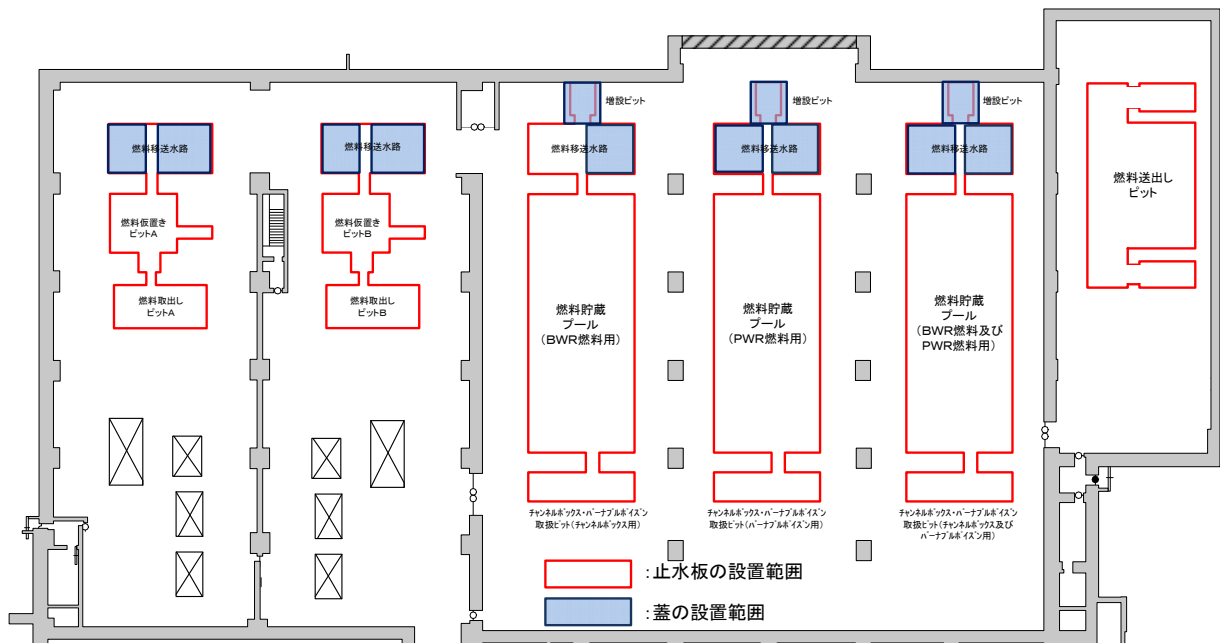 増設ピット
増設ピット
増設ピット
燃料移送水路
燃料移送水路
燃料移送水路
燃料移送水路
燃料移送水路
燃料送出し
ピット
燃料仮置き
ピットA
燃料仮置き
ピットB
燃料取出し
ピットA
燃料取出し
ピットB
燃料貯蔵
プール
(BWR燃料用)
燃料貯蔵
プール
(PWR燃料用)
燃料貯蔵
プール
(BWR燃料及び
PWR燃料用)
チャンネルボックス・バーナブルポイズン
取扱ピット(チャンネルボックス用)
チャンネルボックス・バーナブルポイズン
取扱ピット(バーナブルポイズン用)
チャンネルボックス・バーナブルポイズン
取扱ピット(チャンネルボックス及び
バーナブルポイズン用)
:止水板の設置範囲
:蓋の設置範囲